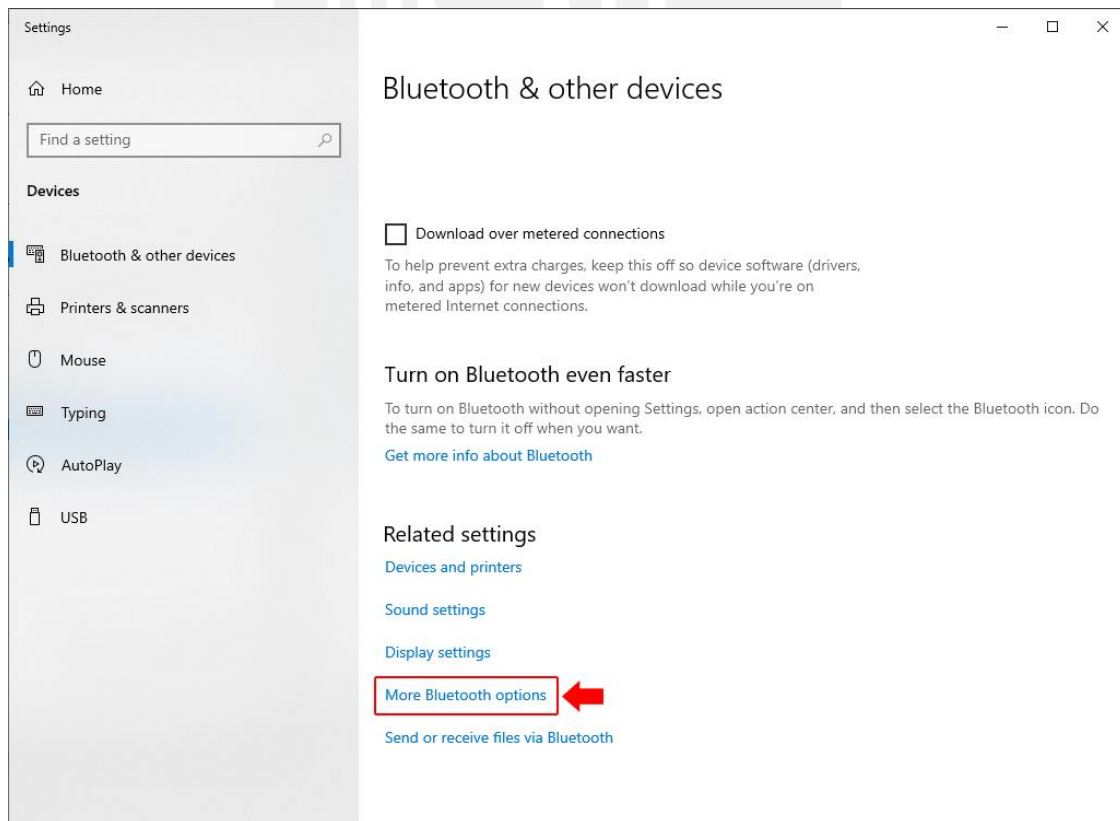 Settings
Home
Find a setting
Devices
Bluetooth & other devices
Printers & scanners
Mouse
Typing
AutoPlay
USB
Bluetooth & other devices
Download over metered connections
To help prevent extra charges, keep this off so device software (drivers,
info, and apps) for new devices won't download while you're on
metered Internet connections.
Turn on Bluetooth even faster
To turn on Bluetooth without opening Settings, open action center, and then select the Bluetooth icon. Do
the same to turn it off when you want.
Get more info about Bluetooth
Related settings
Devices and printers
Sound settings
Display settings
More Bluetooth options
Send or receive files via Bluetooth